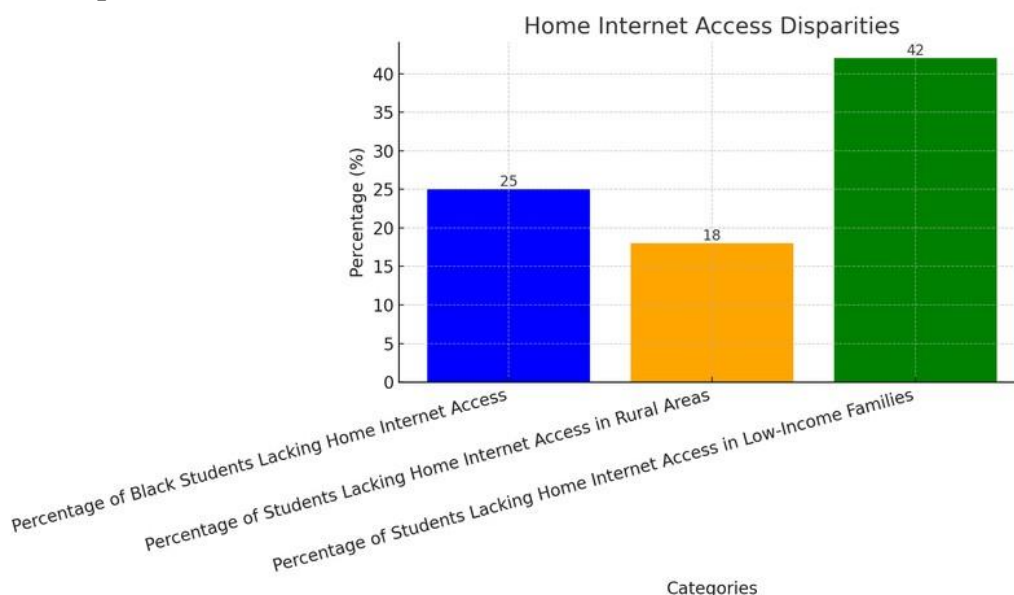 Home Internet Access Disparities
42
40
35
30
25
25
20
18
15
10
5
0
Percentage (%)
Percentage of Black Students Lacking Home Internet Access
Percentage of Students Lacking Home Internet Access in Rural Areas
Percentage of Students Lacking Home Internet Access in Low-Income Families
Categories